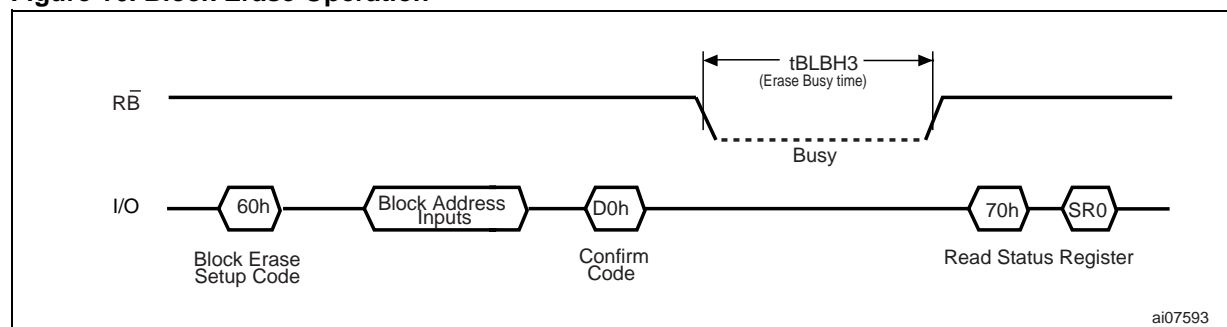 Figure 16. Block Erase Operation
tBLBH3
(Erase Busy time)
RB̅
Busy
I/O
60h
Block Address
Inputs
D0h
70h
SR0
Block Erase
Setup Code
Confirm
Code
Read Status Register
ai07593